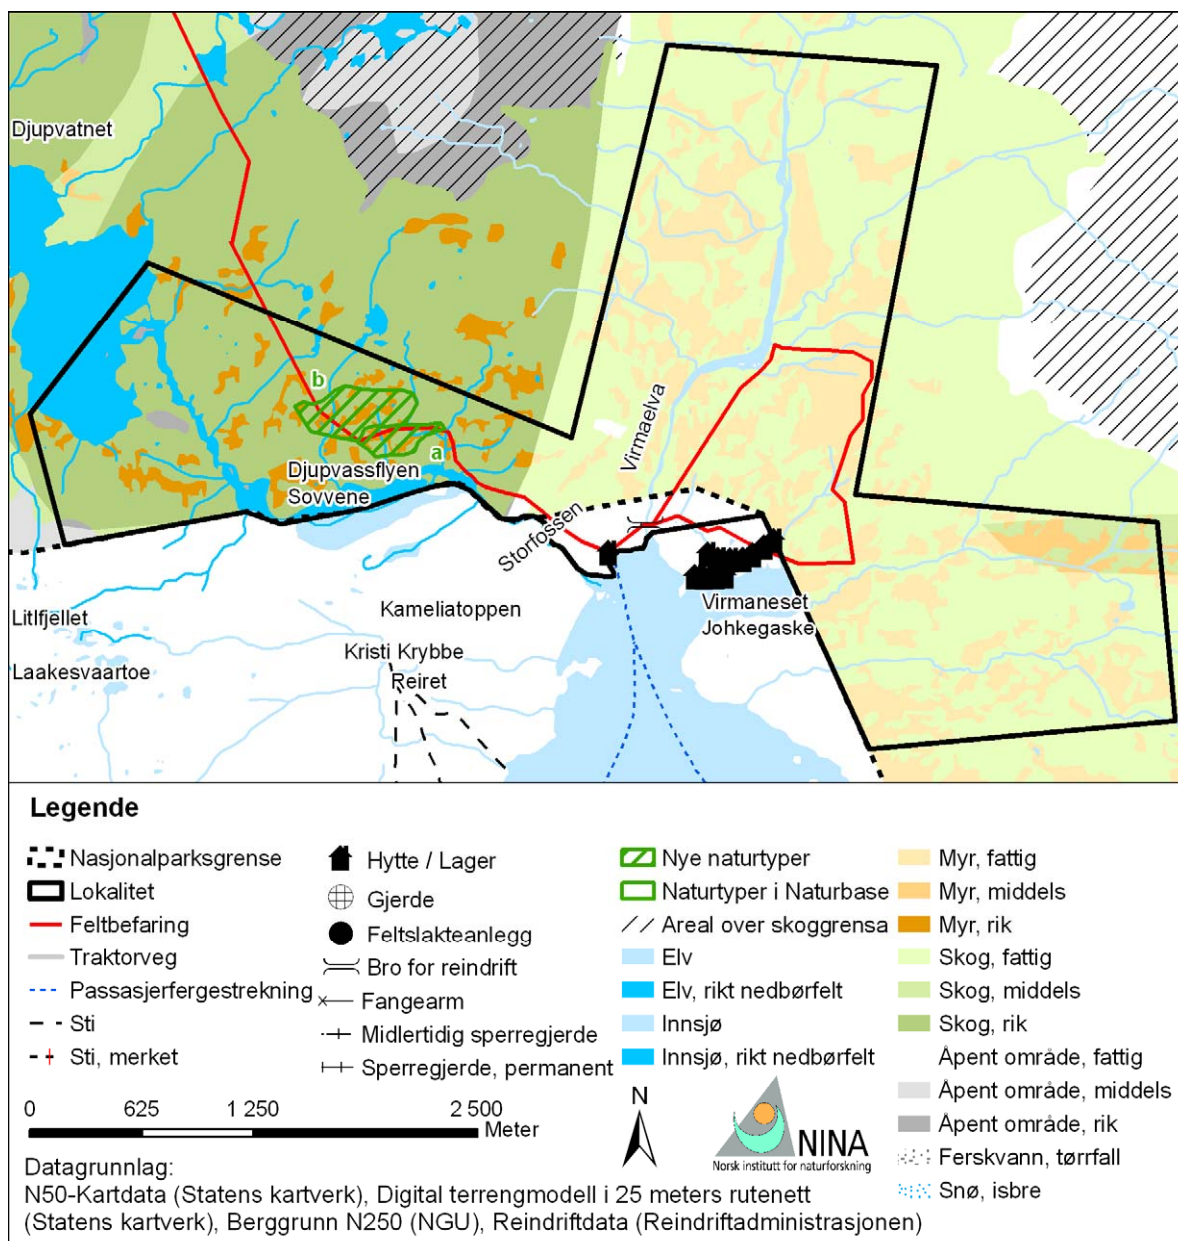 Djupvatnet
b
a
Djupvassflyen
Sovvene
Virmaelva
Storfossen
Virmaneset
Johkegaske
Kameliatoppen
Kristi Krybbe
Reiret
Litlfjellet
Laakesvaartoe
Legende
Nasjonalparksgrense
Lokalitet
Feltbefaring
Traktorveg
Passasjerfergestrekning
Sti
Sti, merket
Hytte / Lager
Gjerde
Feltslakteanlegg
Bro for reindrift
Fangearm
Midlertidig sperregjerde
Sperregjerde, permanent
Nye naturtyper
Naturtyper i Naturbase
Areal over skoggrensa
Elv
Elv, rikt nedbørfelt
Innsjø
Innsjø, rikt nedbørfelt
Myr, fattig
Myr, middels
Myr, rik
Skog, fattig
Skog, middels
Skog, rik
Åpent område, fattig
Åpent område, middels
Åpent område, rik
Ferskvann, tørrfall
Snø, isbre
0 625 1 250 2 500
Meter
N
NINA
Norsk institutt for naturforskning
Datagrunnlag:
N50-Kartdata (Statens kartverk), Digital terrengmodell i 25 meters rutenett
(Statens kartverk), Berggrunn N250 (NGU), Reindriftdata (Reindriftadministrasjonen)